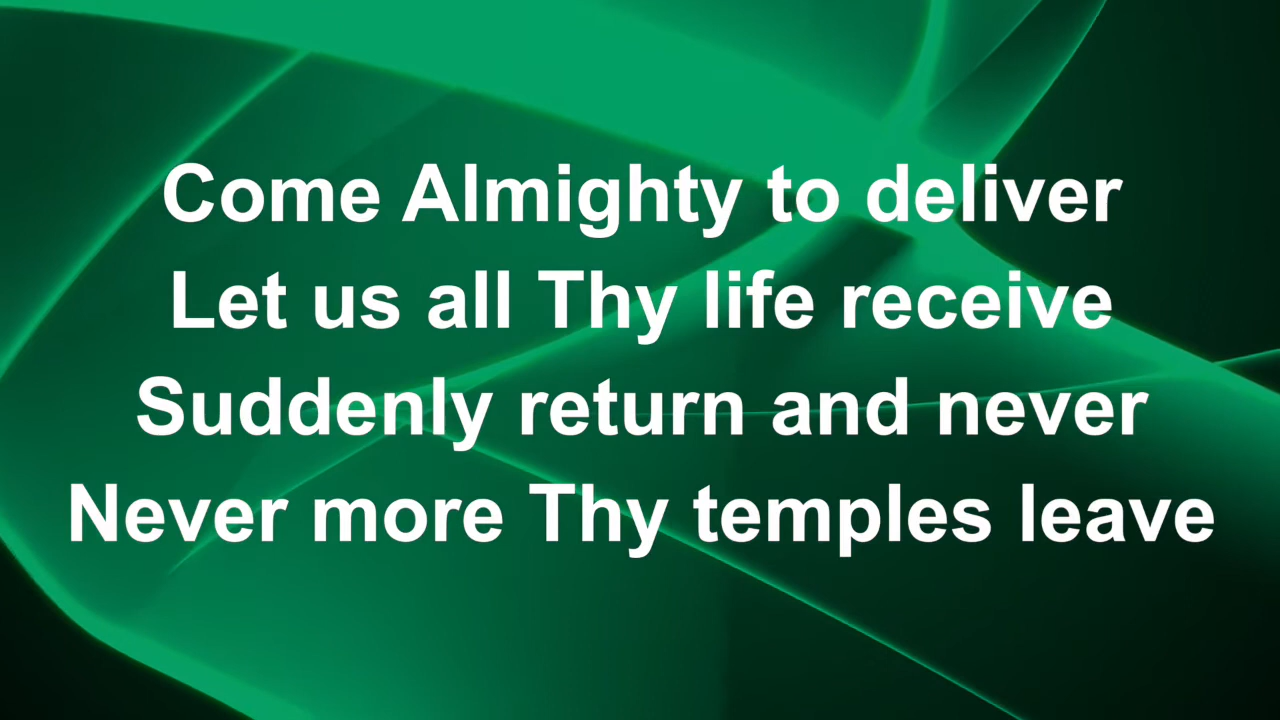 Come Almighty to deliver
Let us all Thy life receive
Suddenly return and never
Never more Thy temples leave